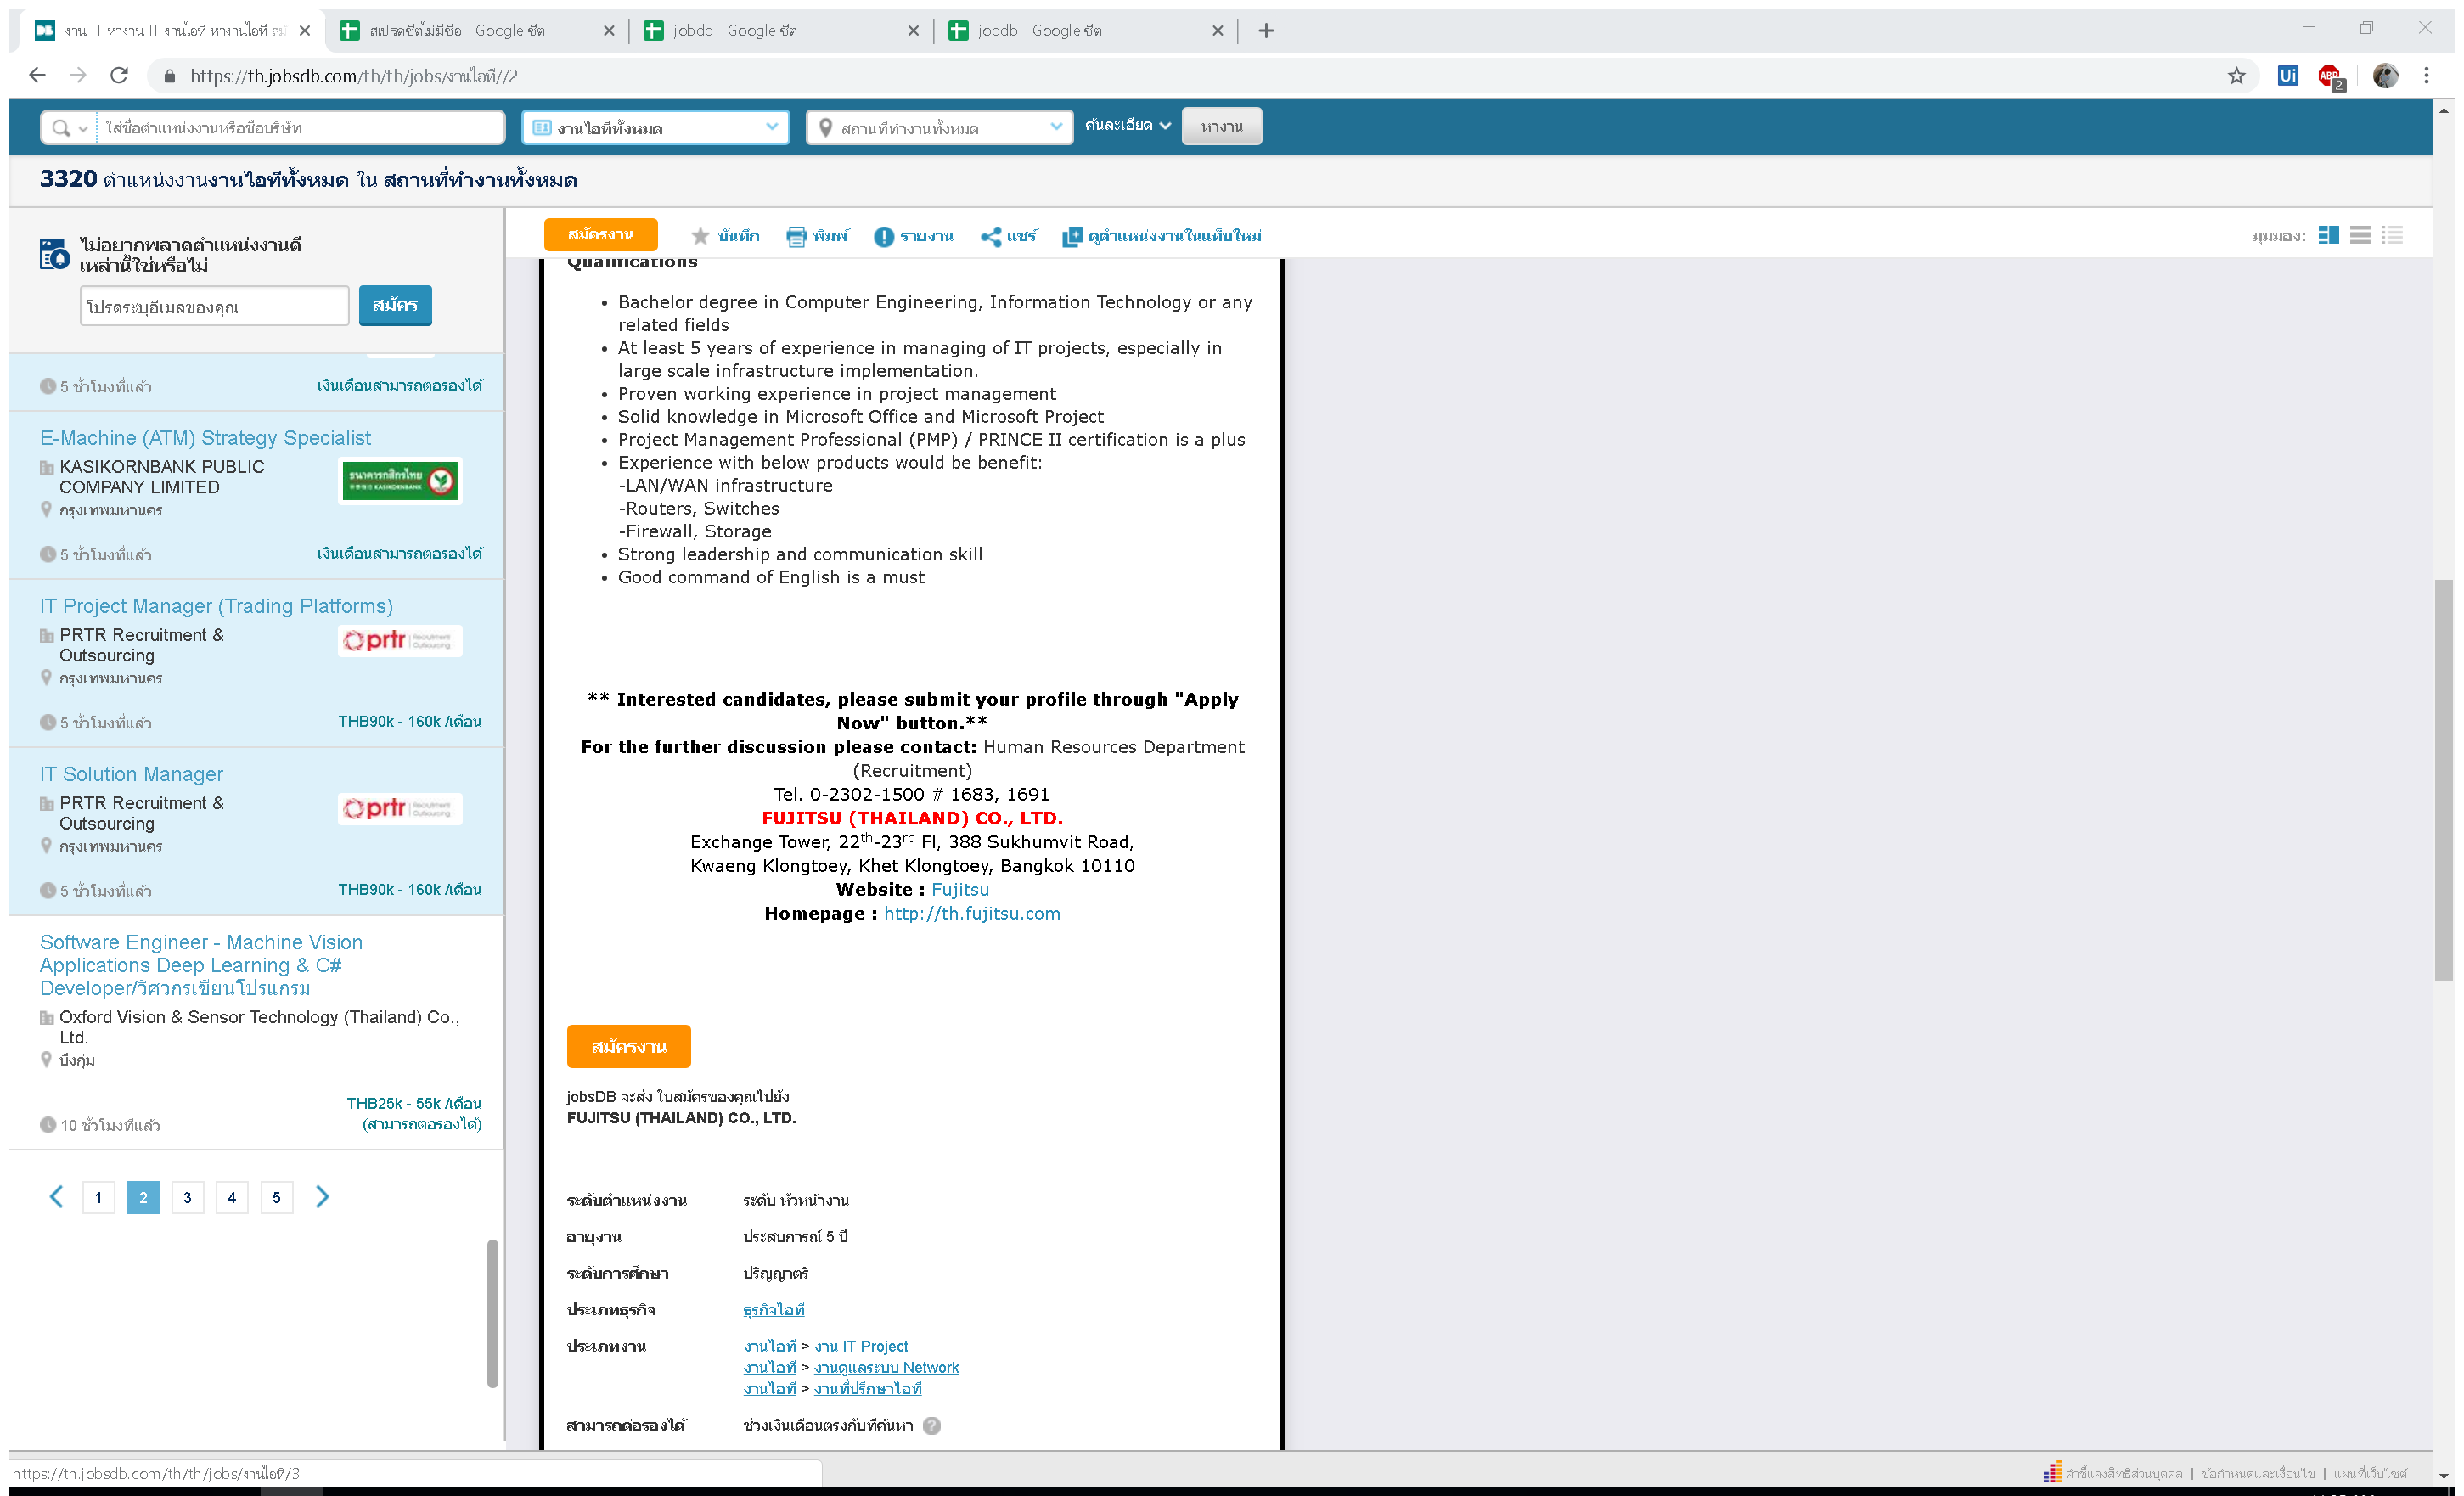 งาน IT หางาน IT งานไอที หางานไอที
สเปรดชีตไม่มีชื่อ - Google ชีต
jobdb - Google ชีต
jobdb - Google ชีต
https://th.jobsdb.com/th/th/jobs/งานไอที//2
ใส่ชื่อตำแหน่งงานหรือชื่อบริษัท
งานไอทีทั้งหมด
สถานที่ทำงานทั้งหมด
ค้นละเอียด
หางาน
3320 ตำแหน่งงานงานไอทีทั้งหมด ใน สถานที่ทำงานทั้งหมด
ไม่อยากพลาดตำแหน่งงานดี
เหล่านี้ใช่หรือไม่
โปรดระบุอีเมลของคุณ
สมัคร
5 ชั่วโมงที่แล้ว
เงินเดือนสามารถต่อรองได้
E-Machine (ATM) Strategy Specialist
KASIKORNBANK PUBLIC
COMPANY LIMITED
ธนาคารกสิกรไทย
KASIKORNBANK
กรุงเทพมหานคร
5 ชั่วโมงที่แล้ว
เงินเดือนสามารถต่อรองได้
IT Project Manager (Trading Platforms)
PRTR Recruitment &
Outsourcing
prtr Recruitment
Outsourcing
กรุงเทพมหานคร
5 ชั่วโมงที่แล้ว
THB90k - 160k /เดือน
IT Solution Manager
PRTR Recruitment &
Outsourcing
prtr Recruitment
Outsourcing
กรุงเทพมหานคร
5 ชั่วโมงที่แล้ว
THB90k - 160k /เดือน
Software Engineer - Machine Vision
Applications Deep Learning & C#
Developer/วิศวกรเขียนโปรแกรม
Oxford Vision & Sensor Technology (Thailand) Co.,
Ltd.
บึงกุ่ม
THB25k - 55k /เดือน
(สามารถต่อรองได้)
10 ชั่วโมงที่แล้ว
1 2 3 4 5
สมัครงาน
บันทึก
พิมพ์
รายงาน
แชร์
ดูตำแหน่งงานในแท็บใหม่
มุมมอง:
Qualifications
• Bachelor degree in Computer Engineering, Information Technology or any
related fields
• At least 5 years of experience in managing of IT projects, especially in
large scale infrastructure implementation.
• Proven working experience in project management
• Solid knowledge in Microsoft Office and Microsoft Project
• Project Management Professional (PMP) / PRINCE II certification is a plus
• Experience with below products would be benefit:
-LAN/WAN infrastructure
-Routers, Switches
-Firewall, Storage
• Strong leadership and communication skill
• Good command of English is a must
** Interested candidates, please submit your profile through "Apply
Now" button.**
For the further discussion please contact: Human Resources Department
(Recruitment)
Tel. 0-2302-1500 # 1683, 1691
FUJITSU (THAILAND) CO., LTD.
Exchange Tower, 22th-23rd Fl, 388 Sukhumvit Road,
Kwaeng Klongtoey, Khet Klongtoey, Bangkok 10110
Website : Fujitsu
Homepage : http://th.fujitsu.com
สมัครงาน
jobsDB จะส่ง ใบสมัครของคุณไปยัง
FUJITSU (THAILAND) CO., LTD.
ระดับตำแหน่งงาน ระดับ หัวหน้างาน
อายุงาน ประสบการณ์ 5 ปี
ระดับการศึกษา ปริญญาตรี
ประเภทธุรกิจ ธุรกิจไอที
ประเภทงาน งานไอที > งาน IT Project
งานไอที > งานดูแลระบบ Network
งานไอที > งานที่ปรึกษาไอที
สามารถต่อรองได้ ช่วงเงินเดือนตรงกับที่ค้นหา ?
https://th.jobsdb.com/th/th/jobs/งานไอที/3
คำชี้แจงสิทธิส่วนบุคคล | ข้อกำหนดและเงื่อนไข | แผนที่เว็บไซต์